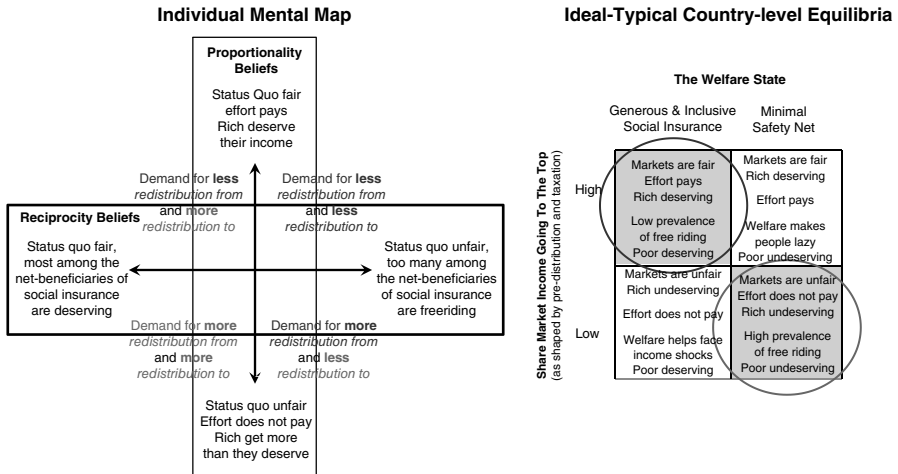 Individual Mental Map
Proportionality
Beliefs
Status Quo fair
effort pays
Rich deserve
their income
Demand for less
redistribution from
and more
redistribution to
Demand for less
redistribution from
and less
redistribution to
Reciprocity Beliefs
Status quo fair,
most among the
net-beneficiaries of
social insurance
are deserving
Status quo unfair,
too many among
the net-beneficiaries
of social insurance
are freeriding
Demand for more
redistribution from
and more
redistribution to
Demand for more
redistribution from
and less
redistribution to
Status quo unfair
Effort does not pay
Rich get more
than they deserve
Ideal-Typical Country-level Equilibria
The Welfare State
Generous & Inclusive
Social Insurance
Minimal
Safety Net
Share Market Income Going To The Top
(as shaped by pre-distribution and taxation)
High
Markets are fair
Effort pays
Rich deserving
Low prevalence
of free riding
Poor deserving
Markets are fair
Rich deserving
Effort pays
Welfare makes
people lazy
Poor undeserving
Low
Markets are unfair
Rich undeserving
Effort does not pay
Welfare helps face
income shocks
Poor deserving
Markets are unfair
Effort does not pay
Rich undeserving
High prevalence
of free riding
Poor undeserving